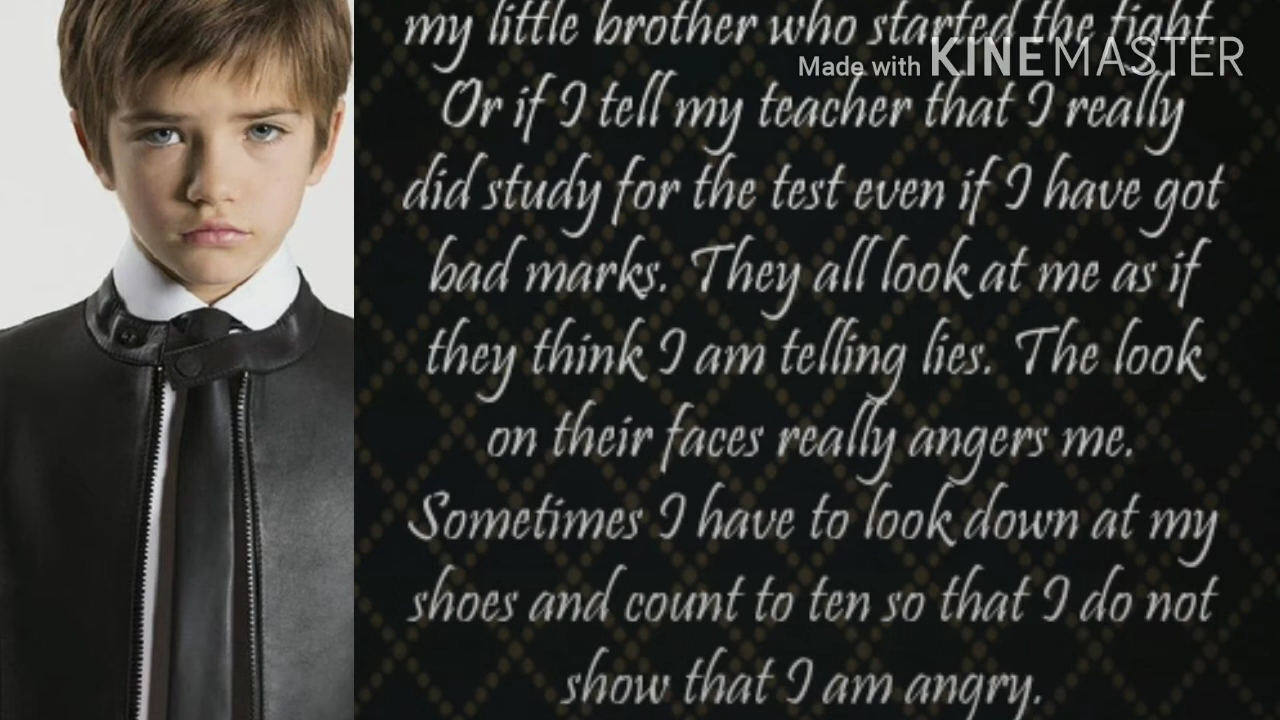 my little brother who started the fight.
Made with KINEMASTER
Or if I tell my teacher that I really
did study for the test even if I have got
bad marks. They all look at me as if
they think I am telling lies. The look
on their faces really angers me.
Sometimes I have to look down at my
shoes and count to ten so that I do not
show that I am angry.